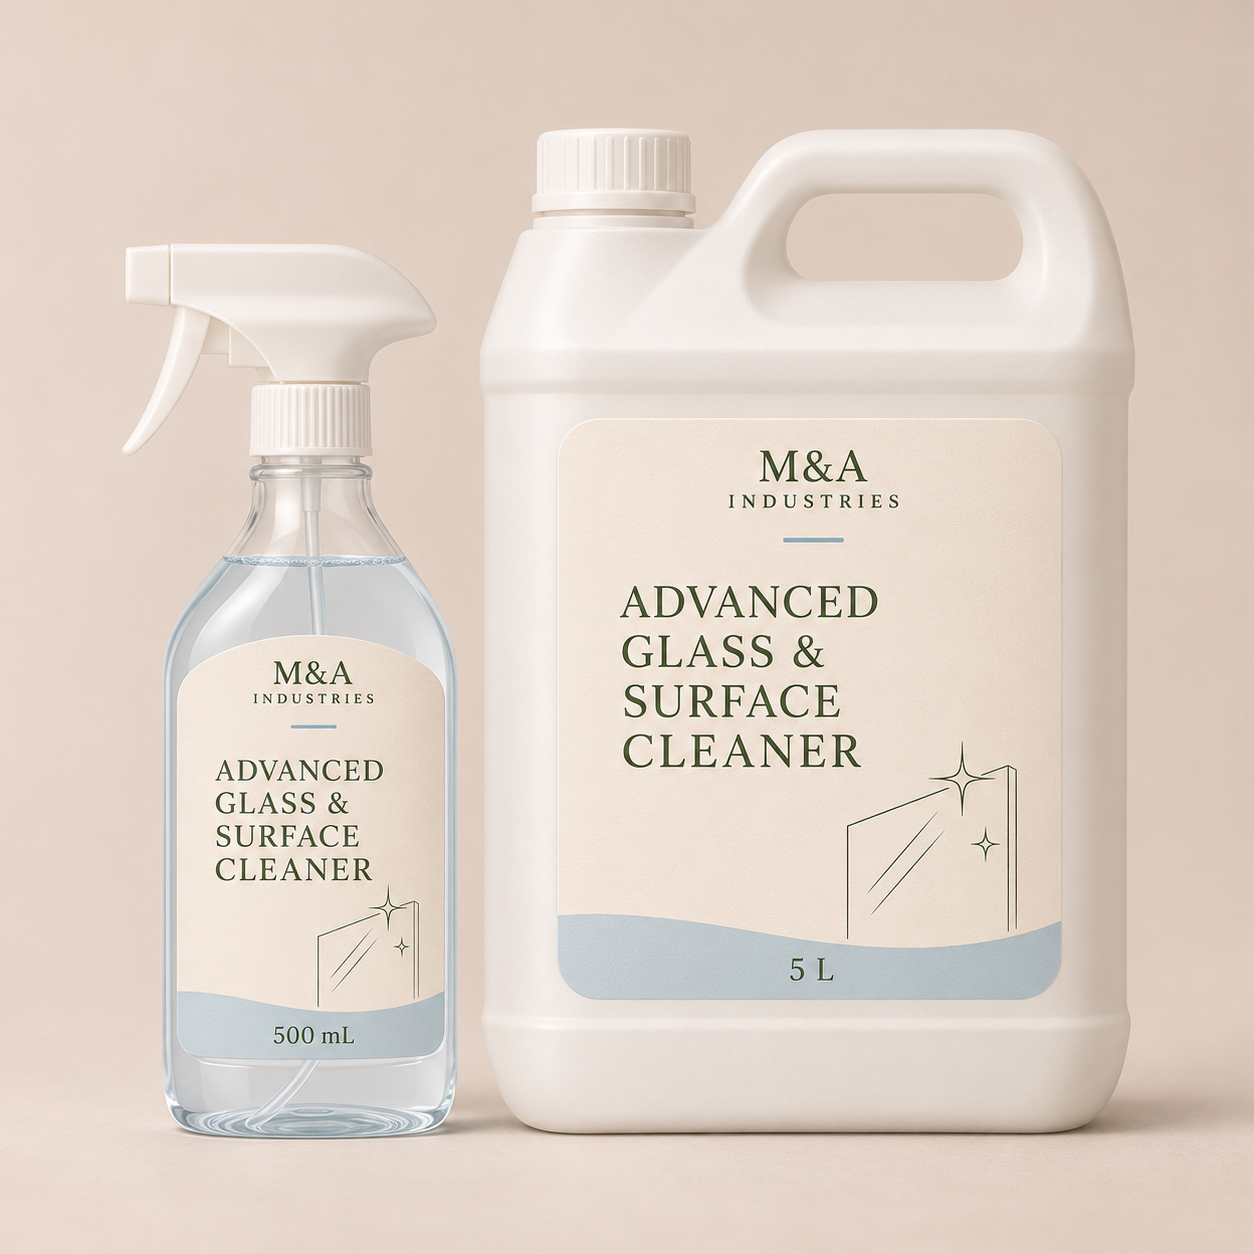 M&A
INDUSTRIES
ADVANCED
GLASS &
SURFACE
CLEANER
500 mL
M&A
INDUSTRIES
ADVANCED
GLASS &
SURFACE
CLEANER
5 L